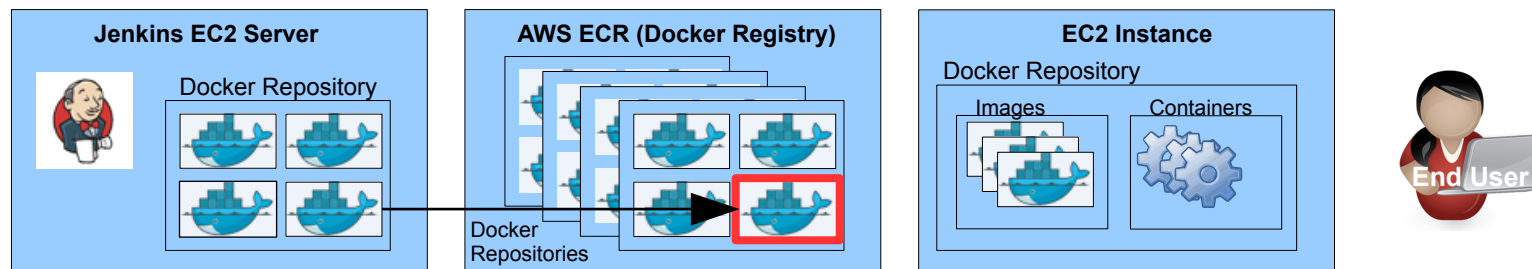 Jenkins EC2 Server
Docker Repository
AWS ECR (Docker Registry)
Docker
Repositories
EC2 Instance
Docker Repository
Images
Containers
End User